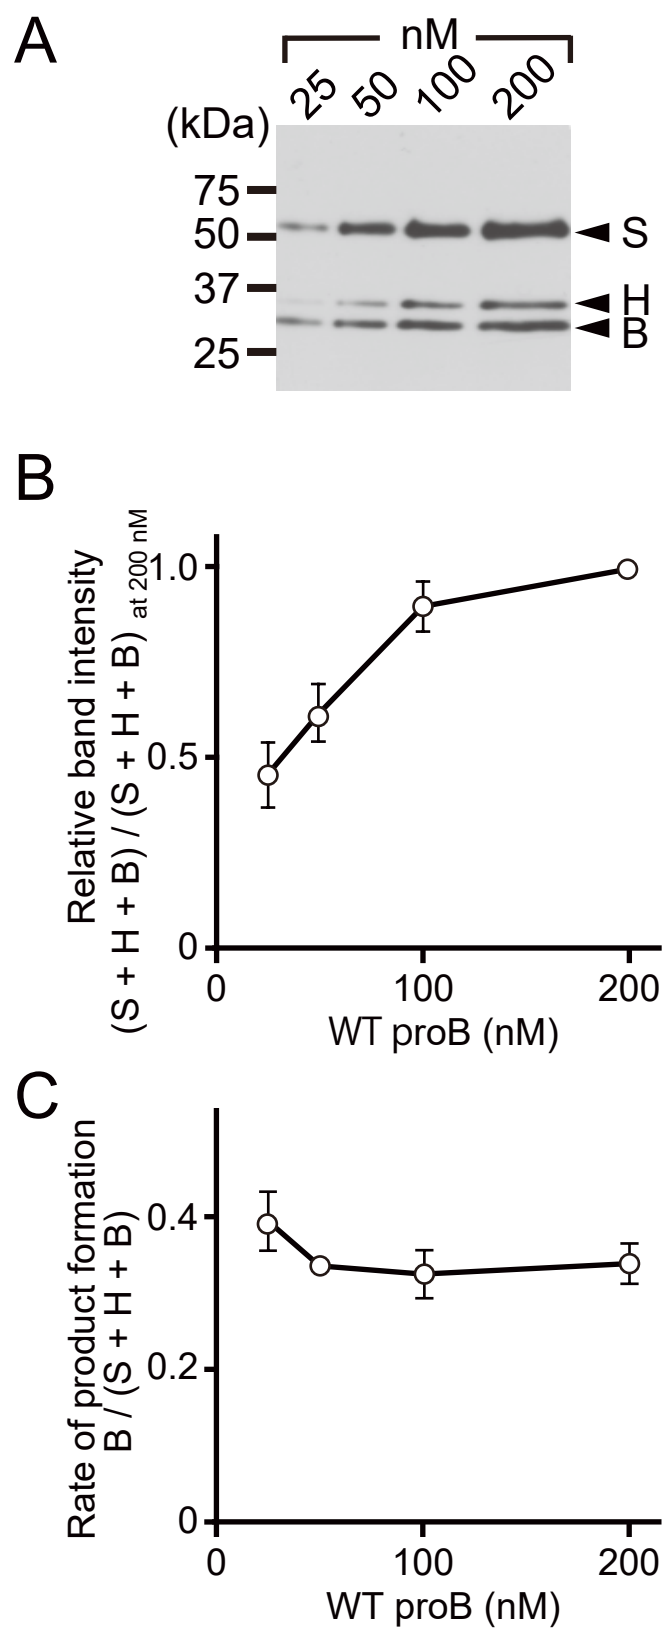 A
nM
25 50 100 200
(kDa)
75
50
37
25
S
H
B
B
Relative band intensity
(S + H + B) / (S + H + B) at 200 nM
1.0
0.5
0
0 100 200
WT proB (nM)
C
Rate of product formation
B / (S + H + B)
0.4
0.2
0
0 100 200
WT proB (nM)